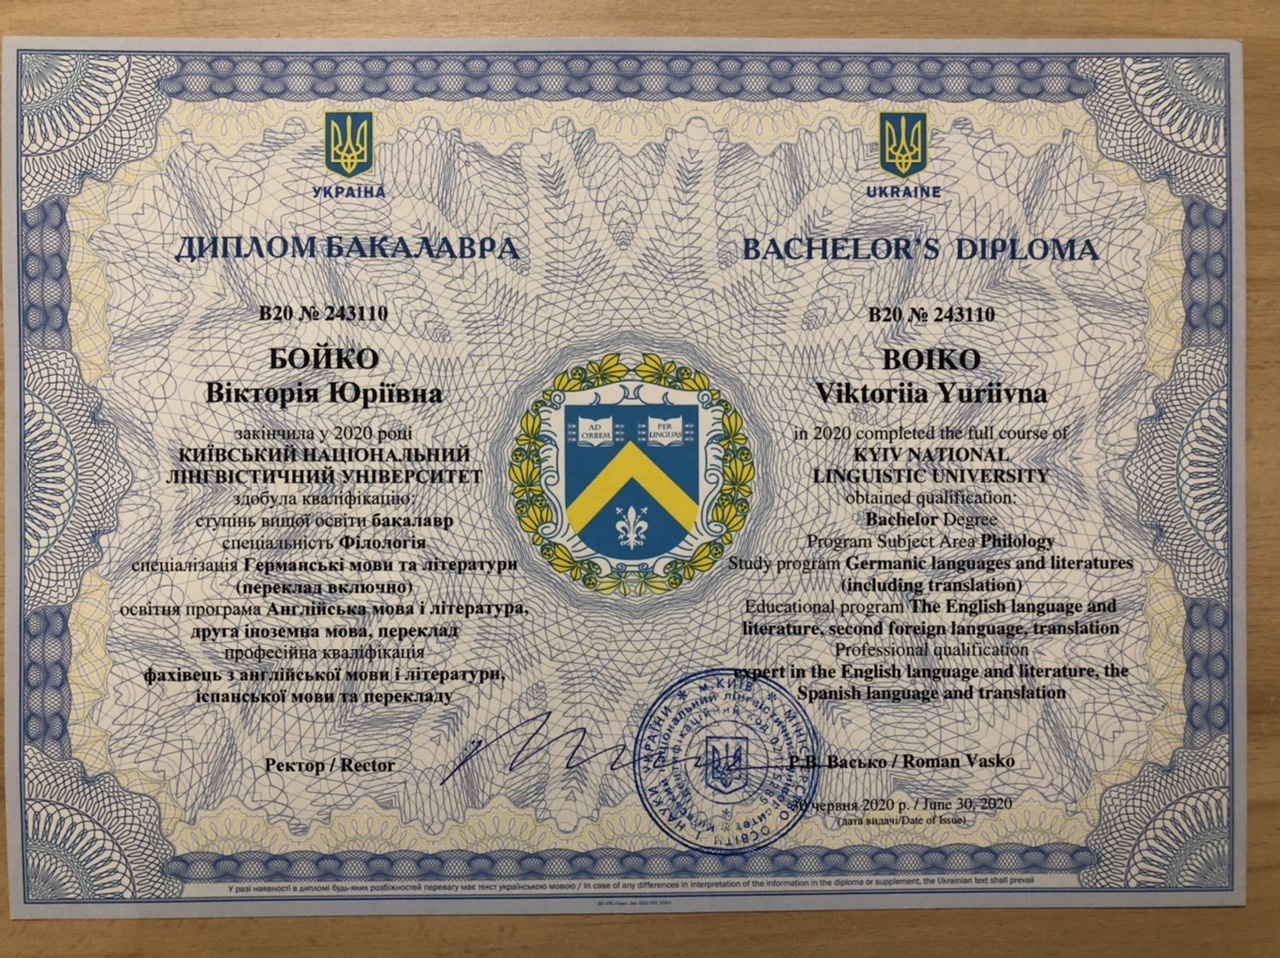 УКРАЇНА
ДИПЛОМ БАКАЛАВРА
В20 № 243110
БОЙКО
Вікторія Юріївна
закінчила у 2020 році
КИЇВСЬКИЙ НАЦІОНАЛЬНИЙ
ЛІНГВІСТИЧНИЙ УНІВЕРСИТЕТ
здобула кваліфікацію:
ступінь вищої освіти бакалавр
спеціальність Філологія
спеціалізація Германські мови та літератури
(переклад включно)
освітня програма Англійська мова і література,
друга іноземна мова, переклад
професійна кваліфікація
фахівець з англійської мови і літератури,
іспанської мови та перекладу
AD
ORBEM
PER
LINGUAS
UKRAINE
BACHELOR'S DIPLOMA
B20 № 243110
BOIKO
Viktoriia Yuriivna
in 2020 completed the full course of
KYIV NATIONAL
LINGUISTIC UNIVERSITY
obtained qualification:
Bachelor Degree
Program Subject Area Philology
Study program Germanic languages and literatures
(including translation)
Educational program The English language and
literature, second foreign language, translation
Professional qualification
expert in the English language and literature, the
Spanish language and translation
Ректор / Rector
Р.В. Васько / Roman Vasko
30 червня 2020 р. / June 30, 2020
(дата видачі/Date of Issue)
МІНІСТЕРСТВО ОСВІТИ І НАУКИ УКРАЇНИ * м. КИЇВ *
У разі наявності в дипломі будь-яких розбіжностей перевагу має текст українською мовою / In case of any differences in interpretation of the information in the diploma or supplement, the Ukrainian text shall prevail